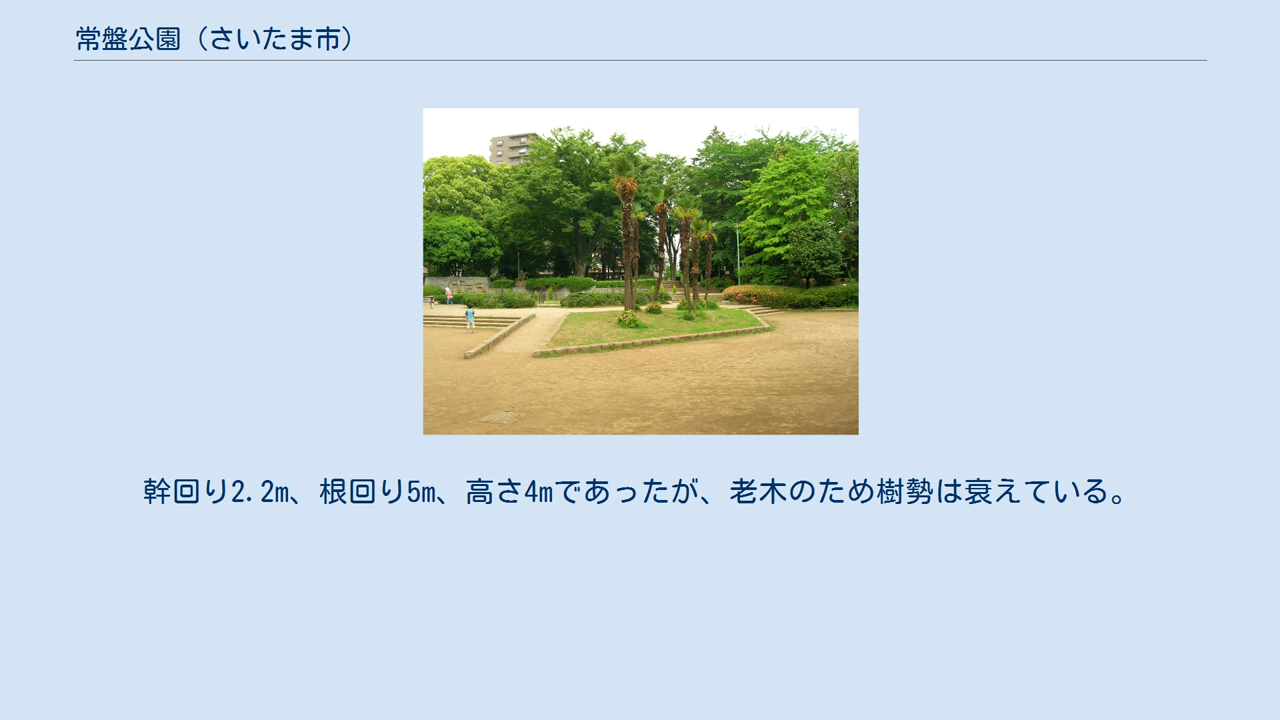 常盤公園（さいたま市）
幹回り2.2m、根回り5m、高さ4mであったが、老木のため樹勢は衰えている。